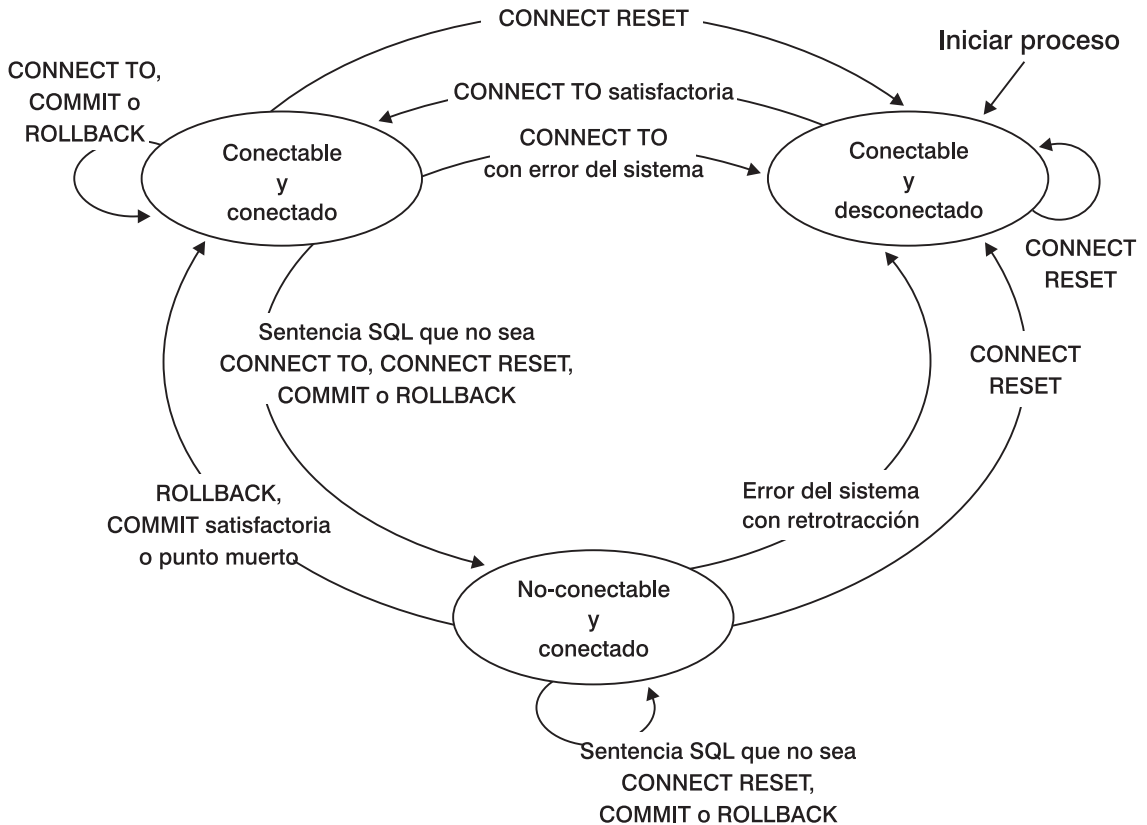 CONNECT RESET
Iniciar proceso
CONNECT TO,
COMMIT o
ROLLBACK
CONNECT TO satisfactoria
CONNECT TO
con error del sistema
Conectable
y
conectado
Conectable
y
desconectado
CONNECT
RESET
Sentencia SQL que no sea
CONNECT TO, CONNECT RESET,
COMMIT o ROLLBACK
CONNECT
RESET
ROLLBACK,
COMMIT satisfactoria
o punto muerto
Error del sistema
con retrotracción
No-conectable
y
conectado
Sentencia SQL que no sea
CONNECT RESET,
COMMIT o ROLLBACK